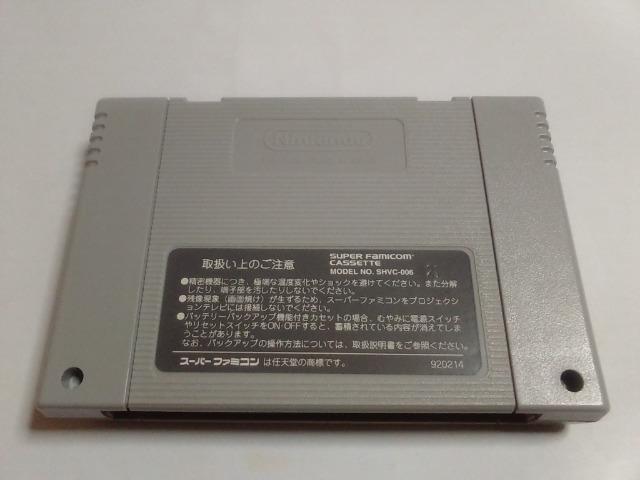 Nintendo
取扱い上のご注意
SUPER FAMICOM
CASSETTE
MODEL NO. SHVC-006
●精密機器につき、極端な温度変化やショックを避けてください。また分解
したり、端子部を汚したりしないでください。
●残像現象（画面焼け）が生ずるため、スーパーファミコンをプロジェクシ
ョンテレビには接続しないでください。
●バッテリーバックアップ機能付きカセットの場合、むやみに電源スイッチ
やリセットスイッチをON・OFFすると、蓄積されている内容が消えてしま
うことがあります。
なお、バックアップの操作方法については、取扱説明書をご参照ください。
スーパーファミコン は任天堂の商標です。
920214